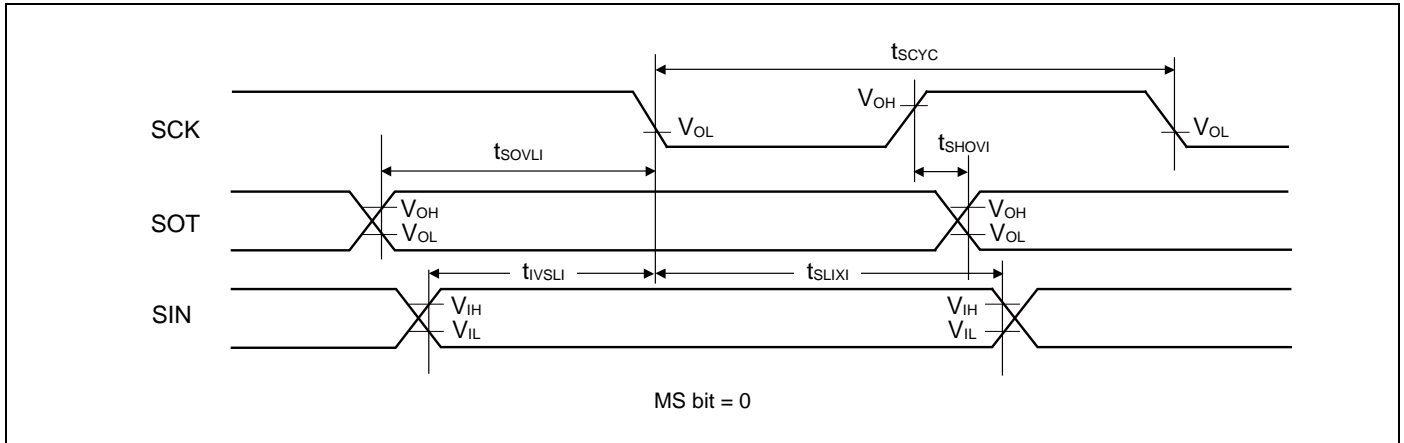 tSCYC
SCK
VOH
VOL
VOL
tSOVLI
tSHOVI
SOT
VOH
VOL
VOH
VOL
tIVSLI
tSLIXI
SIN
VIH
VIL
VIH
VIL
MS bit = 0